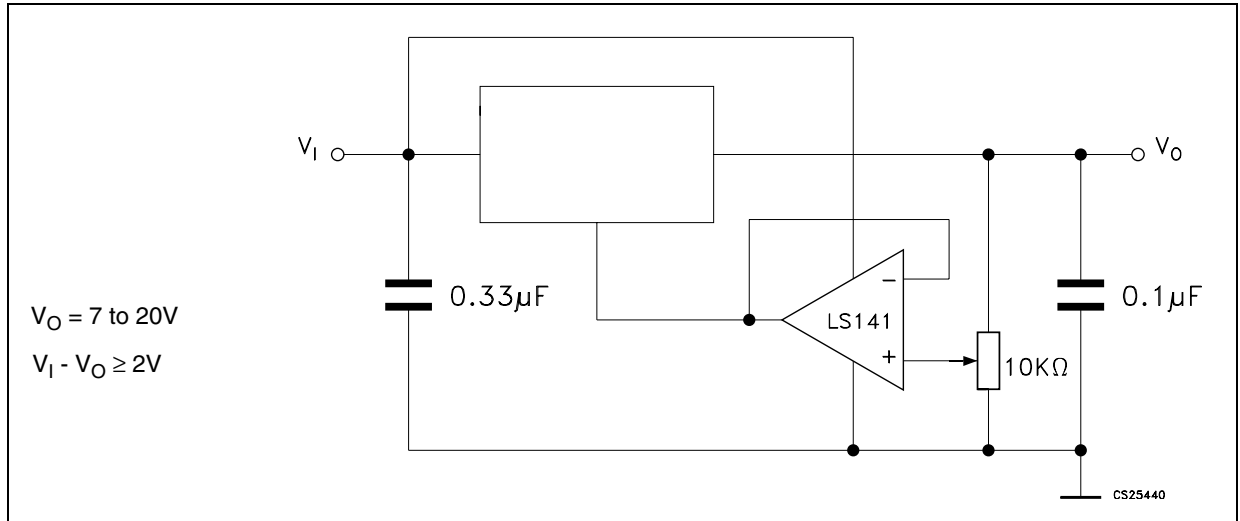 V_I
V_O
−
0.33µF
0.1µF
LS141
+
10KΩ
V_O = 7 to 20V
V_I - V_O ≥ 2V
CS25440